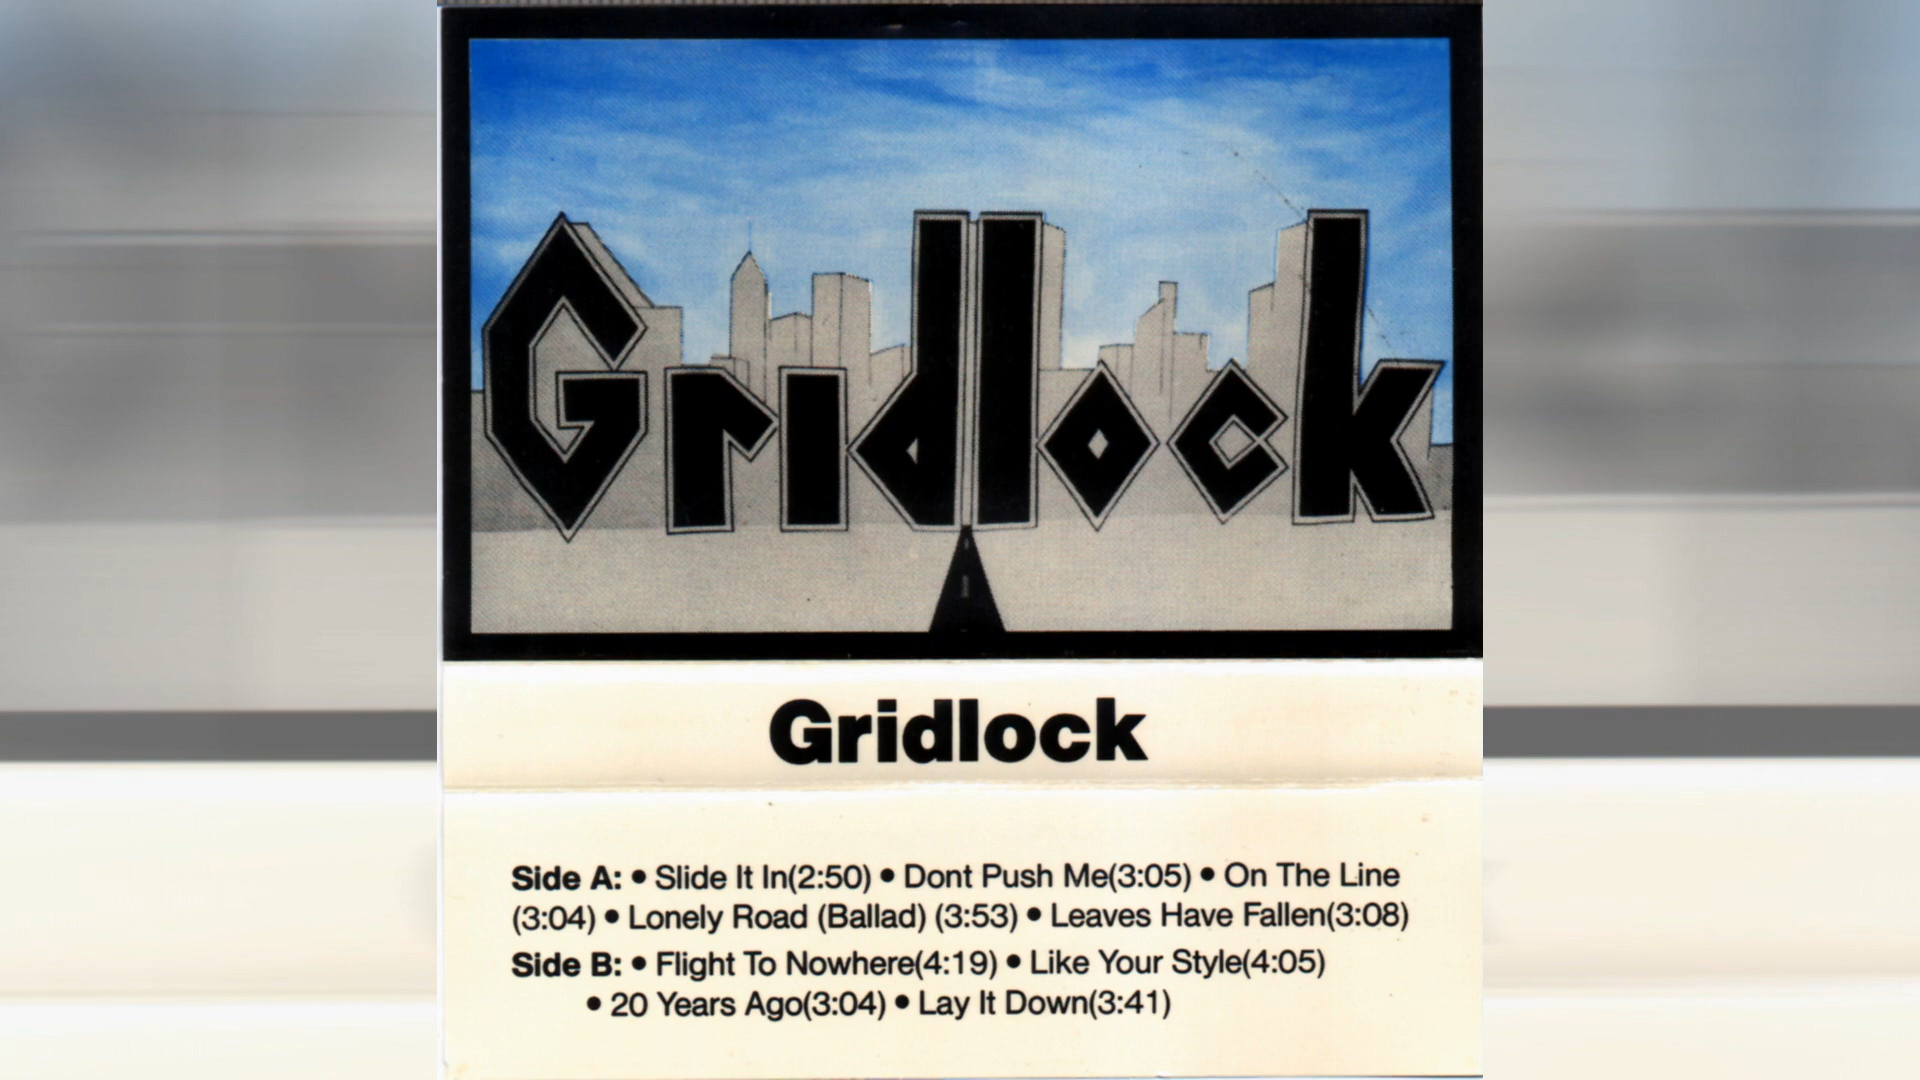 Gridlock
Gridlock
Side A: • Slide It In(2:50) • Dont Push Me(3:05) • On The Line
(3:04) • Lonely Road (Ballad) (3:53) • Leaves Have Fallen(3:08)
Side B: • Flight To Nowhere(4:19) • Like Your Style(4:05)
• 20 Years Ago(3:04) • Lay It Down(3:41)